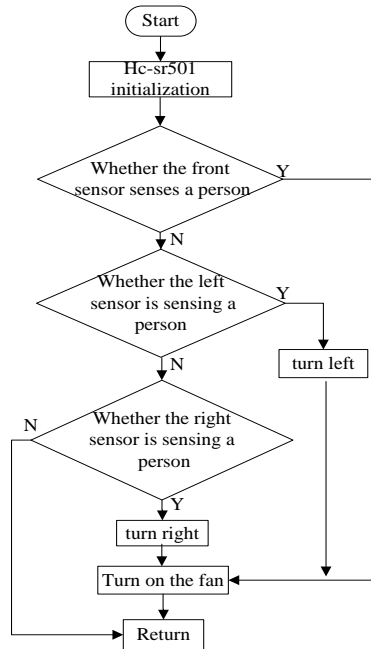 Start
Hc-sr501
initialization
Whether the front
sensor senses a person
Y
N
Whether the left
sensor is sensing a
person
Y
turn left
N
Whether the right
sensor is sensing a
person
N
Y
turn right
Turn on the fan
Return